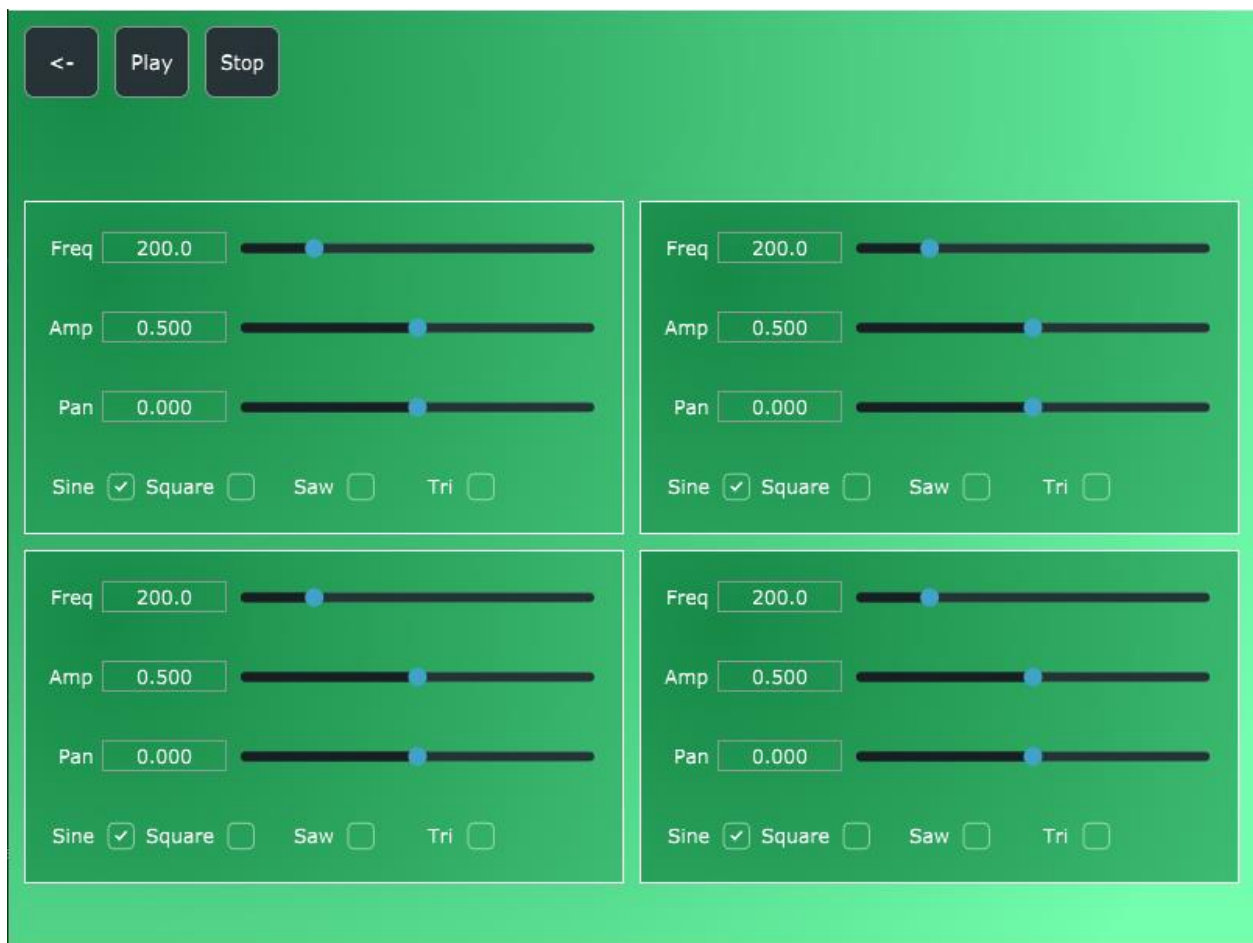 <- Play Stop
Freq 200.0
Amp 0.500
Pan 0.000
Sine Square Saw Tri
Freq 200.0
Amp 0.500
Pan 0.000
Sine Square Saw Tri
Freq 200.0
Amp 0.500
Pan 0.000
Sine Square Saw Tri
Freq 200.0
Amp 0.500
Pan 0.000
Sine Square Saw Tri